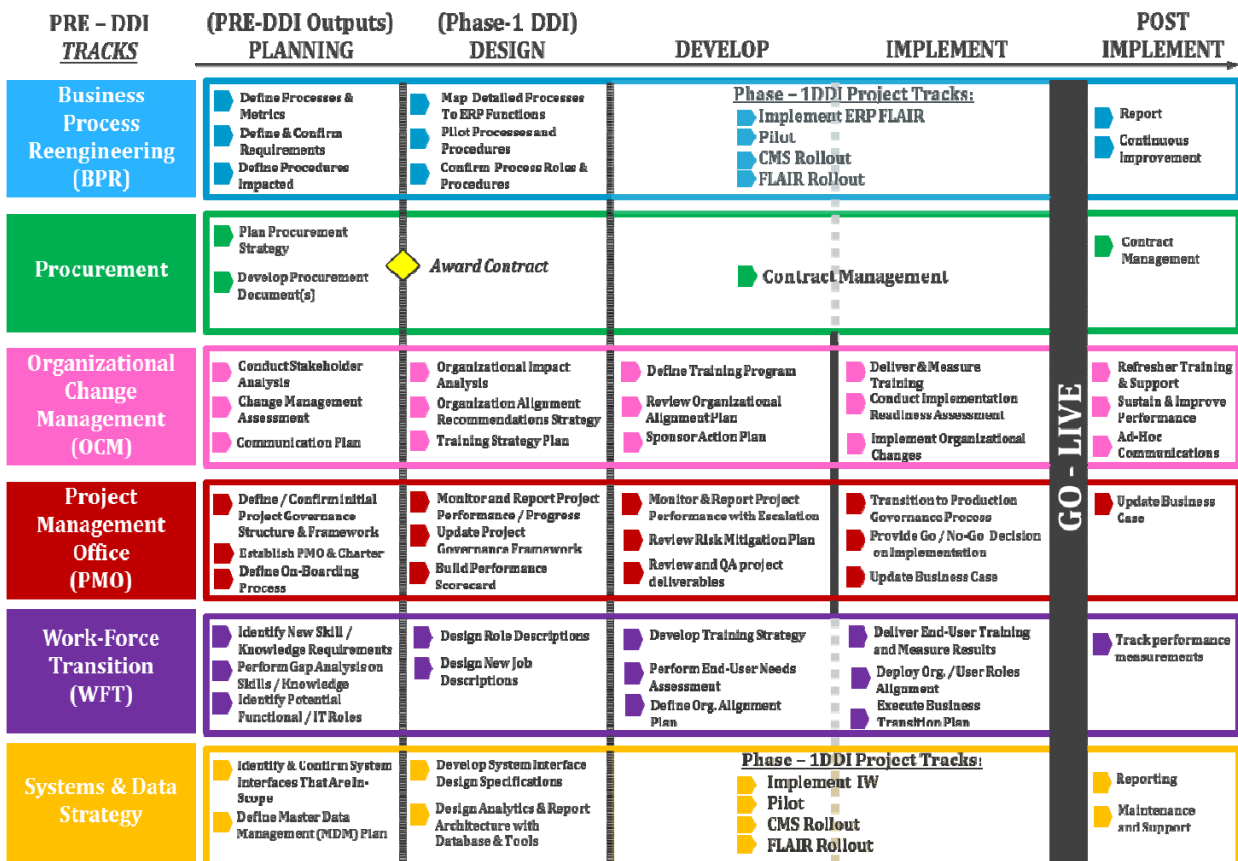 PRE – DDI
TRACKS
(PRE-DDI Outputs)
PLANNING
(Phase-1 DDI)
DESIGN
DEVELOP
IMPLEMENT
POST
IMPLEMENT
Business
Process
Reengineering
(BPR)
Define Processes &
Metrics
Define & Confirm
Requirements
Define Procedures
Impacted
Map Detailed Processes
To ERP Functions
Pilot Processes and
Procedures
Confirm Process Roles &
Procedures
Phase – 1DDI Project Tracks:
Implement ERP FLAIR
Pilot
CMS Rollout
FLAIR Rollout
Report
Continuous
Improvement
Procurement
Plan Procurement
Strategy
Develop Procurement
Document(s)
Award Contract
Contract Management
Contract
Management
Organizational
Change
Management
(OCM)
Conduct Stakeholder
Analysis
Change Management
Assessment
Communication Plan
Organizational Impact
Analysis
Organization Alignment
Recommendations Strategy
Training Strategy Plan
Define Training Program
Review Organizational
Alignment Plan
Sponsor Action Plan
Deliver & Measure
Training
Conduct Implementation
Readiness Assessment
Implement Organizational
Changes
Refresher Training
& Support
Sustain & Improve
Performance
Ad-Hoc
Communications
GO – LIVE
Project
Management
Office
(PMO)
Define / Confirm initial
Project Governance
Structure & Framework
Establish PMO & Charter
Define On-Boarding
Process
Monitor and Report Project
Performance / Progress
Update Project
Governance Framework
Build Performance
Scorecard
Monitor & Report Project
Performance with Escalation
Review Risk Mitigation Plan
Review and QA project
deliverables
Transition to Production
Governance Process
Provide Go / No-Go Decision
on Implementation
Update Business Case
Update Business
Case
Work-Force
Transition
(WFT)
Identify New Skill /
Knowledge Requirements
Perform Gap Analysis on
Skills / Knowledge
Identify Potential
Functional / IT Roles
Design Role Descriptions
Design New Job
Descriptions
Develop Training Strategy
Perform End-User Needs
Assessment
Define Org. Alignment
Plan
Deliver End-User Training
and Measure Results
Deploy Org. / User Roles
Alignment
Execute Business
Transition Plan
Track performance
measurements
Systems & Data
Strategy
Identify & Confirm System
Interfaces That are In-
Scope
Define Master Data
Management (MDM) Plan
Develop System Interface
Design Specifications
Design Analytics & Report
Architecture with
Database & Tools
Phase – 1DDI Project Tracks:
Implement IW
Pilot
CMS Rollout
FLAIR Rollout
Reporting
Maintenance
and Support